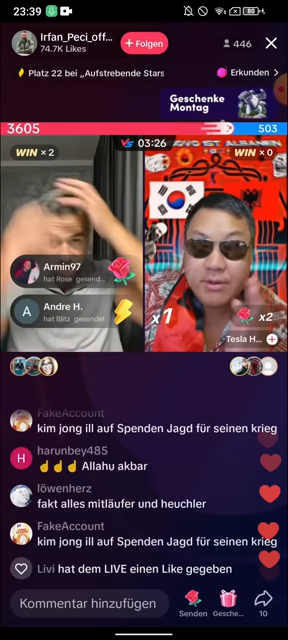 23:39
80
Irfan_Peci_off...
74.7K Likes
+ Folgen
446
Platz 22 bei „Aufstrebende Stars
Erkunden >
Geschenke
Montag
3605
503
WIN × 2
VS 03:26
WIN × 0
Armin97
hat Rose gesend...
A
Andre H.
hat Blitz gesendet
x1
x2
Tesla H...
FakeAccount
kim jong ill auf Spenden Jagd für seinen krieg
H
harunbey485
☝️☝️☝️ Allahu akbar
löwenherz
fakt alles mitläufer und heuchler
FakeAccount
kim jong ill auf Spenden Jagd für seinen krieg
Livi hat dem LIVE einen Like gegeben
Kommentar hinzufügen
Senden
Gesche...
10